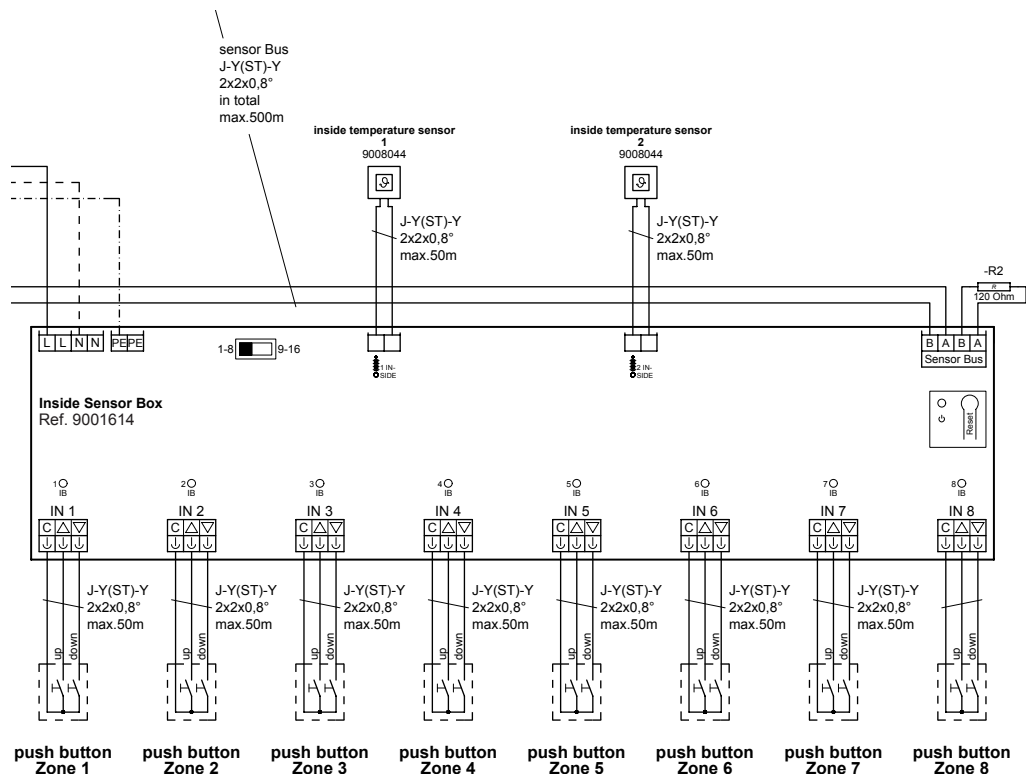 sensor Bus
J-Y(ST)-Y
2x2x0,8°
in total
max.500m
inside temperature sensor
1
9008044
inside temperature sensor
2
9008044
J-Y(ST)-Y
2x2x0,8°
max.50m
J-Y(ST)-Y
2x2x0,8°
max.50m
-R2
R
120 Ohm
L L N N PE PE
1-8 9-16
1 IN-
SIDE
2 IN-
SIDE
B A B A
Sensor Bus
Inside Sensor Box
Ref. 9001614
Reset
1 2 3 4 5 6 7 8
IB IB IB IB IB IB IB IB
IN 1 IN 2 IN 3 IN 4 IN 5 IN 6 IN 7 IN 8
C C C C C C C C
J-Y(ST)-Y J-Y(ST)-Y J-Y(ST)-Y J-Y(ST)-Y J-Y(ST)-Y J-Y(ST)-Y J-Y(ST)-Y
2x2x0,8° 2x2x0,8° 2x2x0,8° 2x2x0,8° 2x2x0,8° 2x2x0,8° 2x2x0,8°
max.50m max.50m max.50m max.50m max.50m max.50m max.50m
up down up down up down up down up down up down up down up down
push button push button push button push button push button push button push button push button
Zone 1 Zone 2 Zone 3 Zone 4 Zone 5 Zone 6 Zone 7 Zone 8